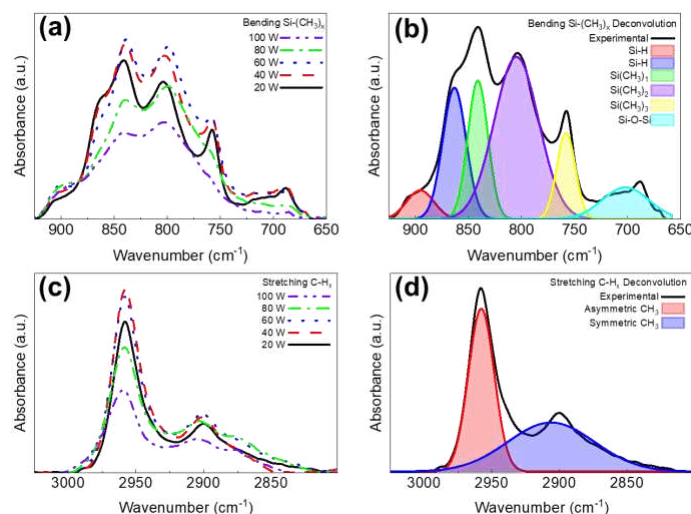 (a)
Bending Si-(CH₃)ₓ
100 W
80 W
60 W
40 W
20 W
Absorbance (a.u.)
900 850 800 750 700 650
Wavenumber (cm⁻¹)
(b)
Bending Si-(CH₃)ₓ Deconvolution
Experimental
Si-H
Si-H
Si(CH₃)₁
Si(CH₃)₂
Si(CH₃)₃
Si-O-Si
Absorbance (a.u.)
900 850 800 750 700 650
Wavenumber (cm⁻¹)
(c)
Stretching C-Hₓ
100 W
80 W
60 W
40 W
20 W
Absorbance (a.u.)
3000 2950 2900 2850
Wavenumber (cm⁻¹)
(d)
Stretching C-Hₓ Deconvolution
Experimental
Asymmetric CH₃
Symmetric CH₃
Absorbance (a.u.)
3000 2950 2900 2850
Wavenumber (cm⁻¹)